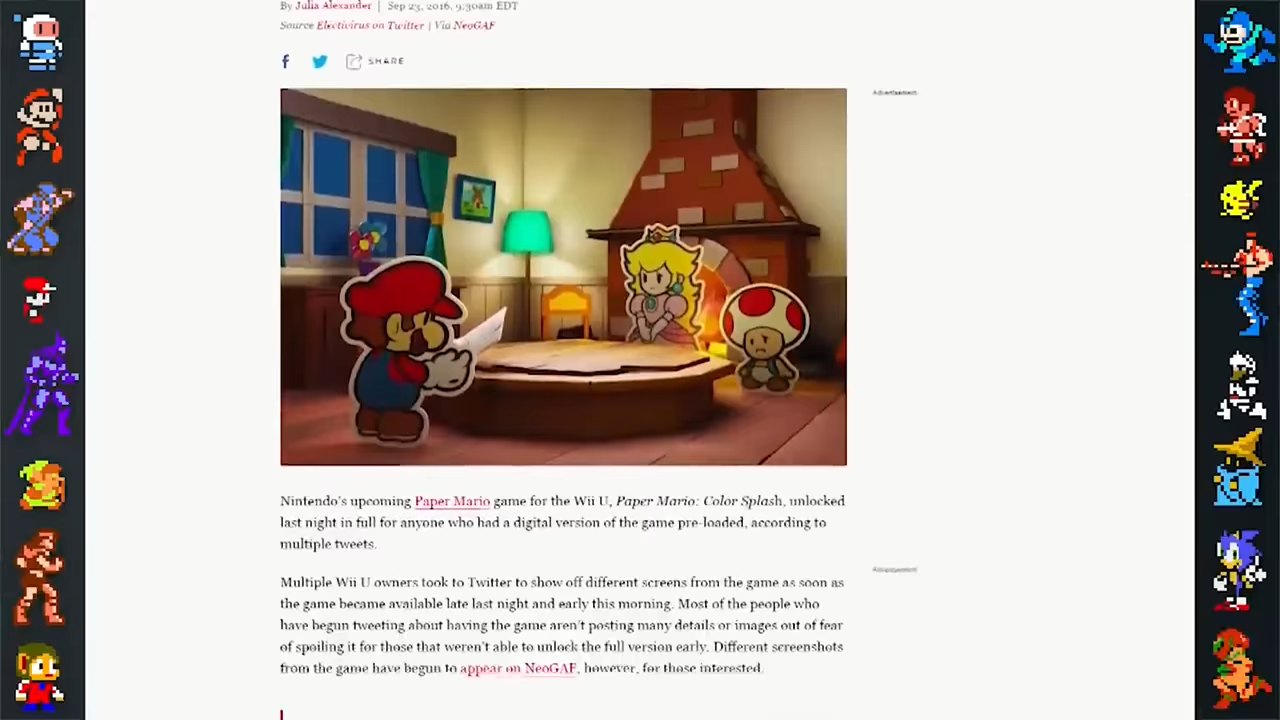 By Julia Alexander | Sep 23, 2016, 9:30am EDT
Source Electivirus on Twitter | Via NeoGAF
SHARE
Advertisement
Nintendo's upcoming Paper Mario game for the Wii U, Paper Mario: Color Splash, unlocked
last night in full for anyone who had a digital version of the game pre-loaded, according to
multiple tweets.
Advertisement
Multiple Wii U owners took to Twitter to show off different screens from the game as soon as
the game became available late last night and early this morning. Most of the people who
have begun tweeting about having the game aren't posting many details or images out of fear
of spoiling it for those that weren't able to unlock the full version early. Different screenshots
from the game have begun to appear on NeoGAF, however, for those interested.